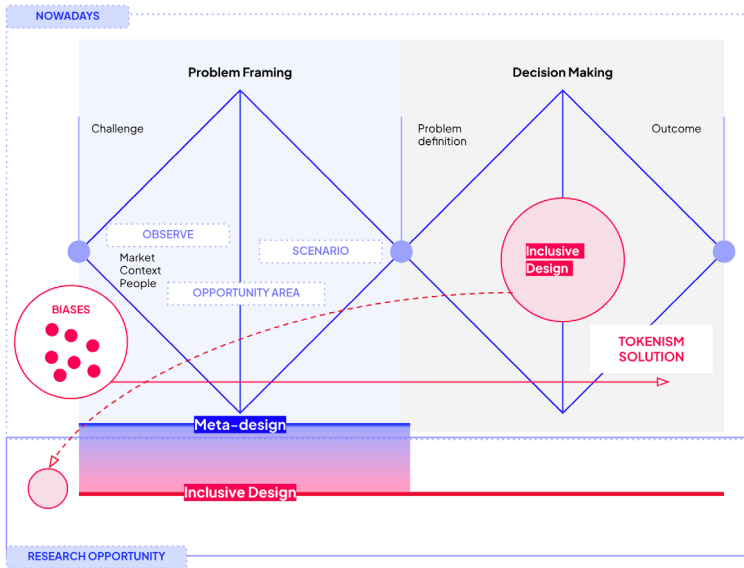 NOWADAYS
Problem Framing
Decision Making
Challenge
Problem
definition
Outcome
OBSERVE
Market
Context
People
SCENARIO
OPPORTUNITY AREA
Inclusive
Design
BIASES
TOKENISM
SOLUTION
Meta-design
Inclusive Design
RESEARCH OPPORTUNITY